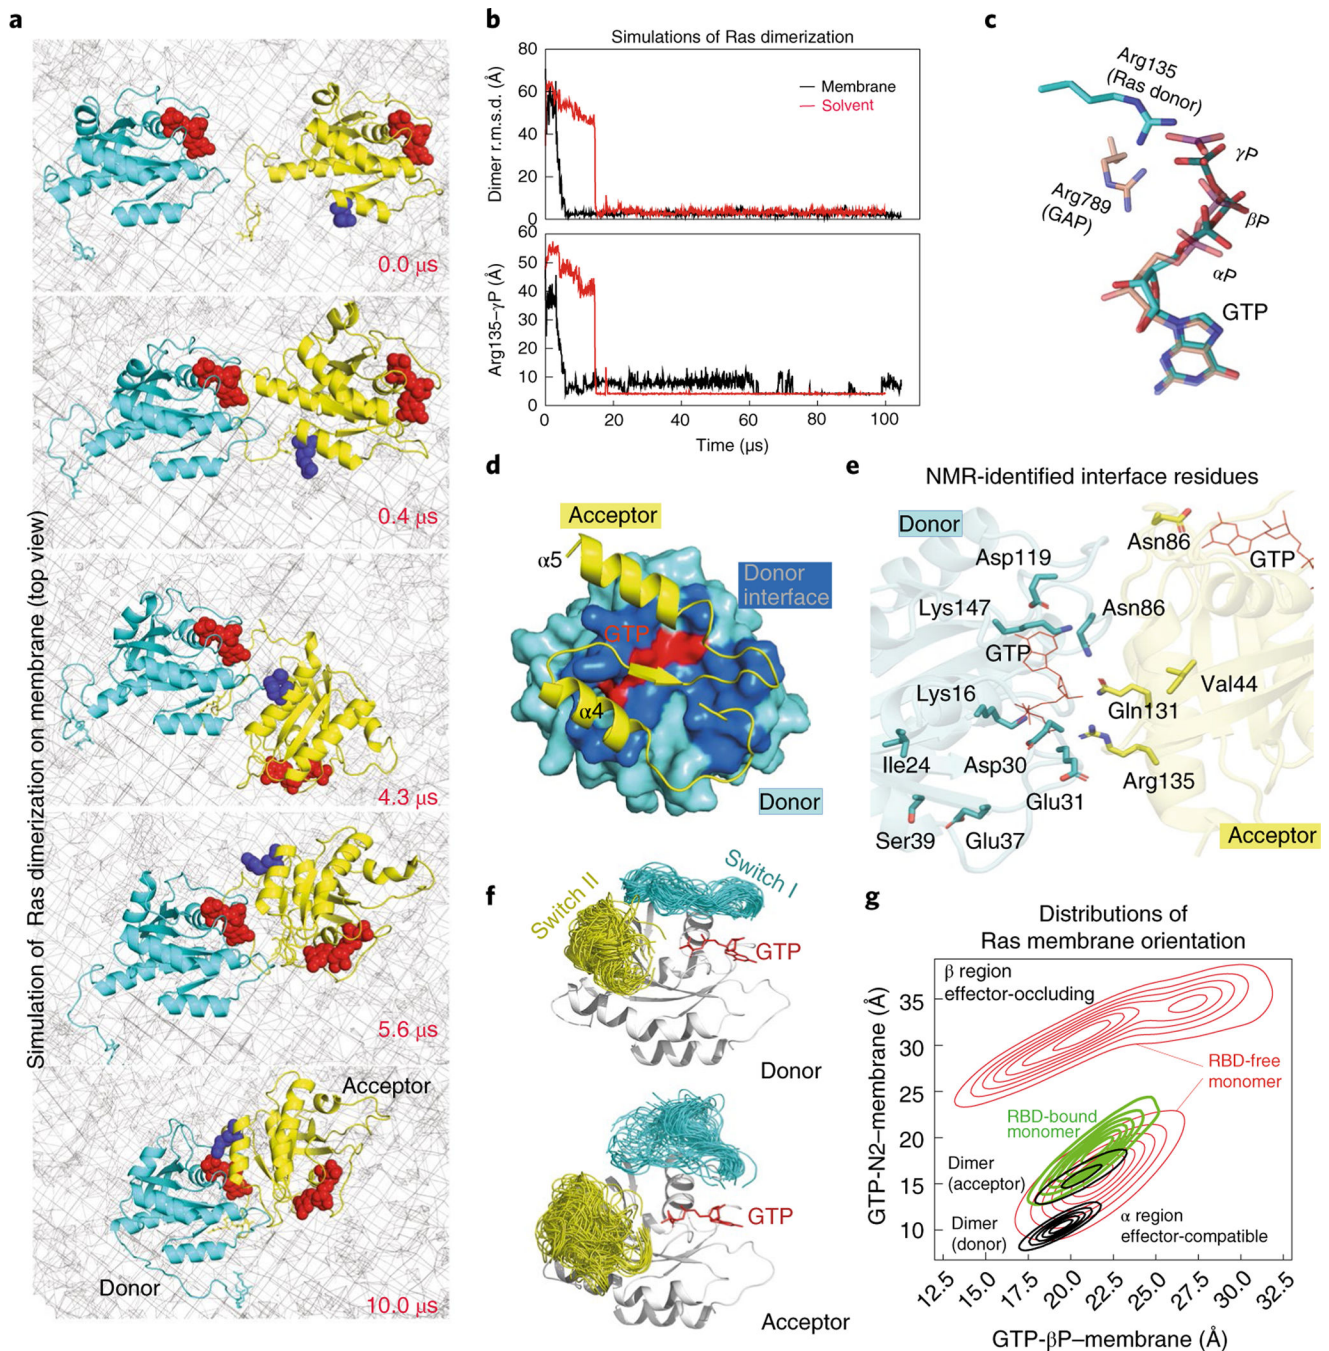 a
Simulation of Ras dimerization on membrane (top view)
0.0 µs
0.4 µs
4.3 µs
5.6 µs
Acceptor
Donor
10.0 µs
b
Simulations of Ras dimerization
Dimer r.m.s.d. (Å)
80
60
40
20
0
Membrane
Solvent
Arg135–γP (Å)
60
50
40
30
20
10
0
0 20 40 60 80 100
Time (µs)
c
Arg135
(Ras donor)
Arg789
(GAP)
γP
βP
αP
GTP
d
Acceptor
α5
Donor
interface
GTP
α4
Donor
e
NMR-identified interface residues
Donor
Asn86
GTP
Asp119
Lys147
Asn86
GTP
Val44
Lys16
Gln131
Ile24
Asp30
Arg135
Glu31
Ser39
Glu37
Acceptor
f
Switch I
Switch II
GTP
Donor
GTP
Acceptor
g
Distributions of
Ras membrane orientation
β region
effector-occluding
RBD-free
monomer
RBD-bound
monomer
Dimer
(acceptor)
Dimer
(donor)
α region
effector-compatible
GTP-N2–membrane (Å)
35
30
25
20
15
10
12.5 15.0 17.5 20.0 22.5 25.0 27.5 30.0 32.5
GTP-βP–membrane (Å)